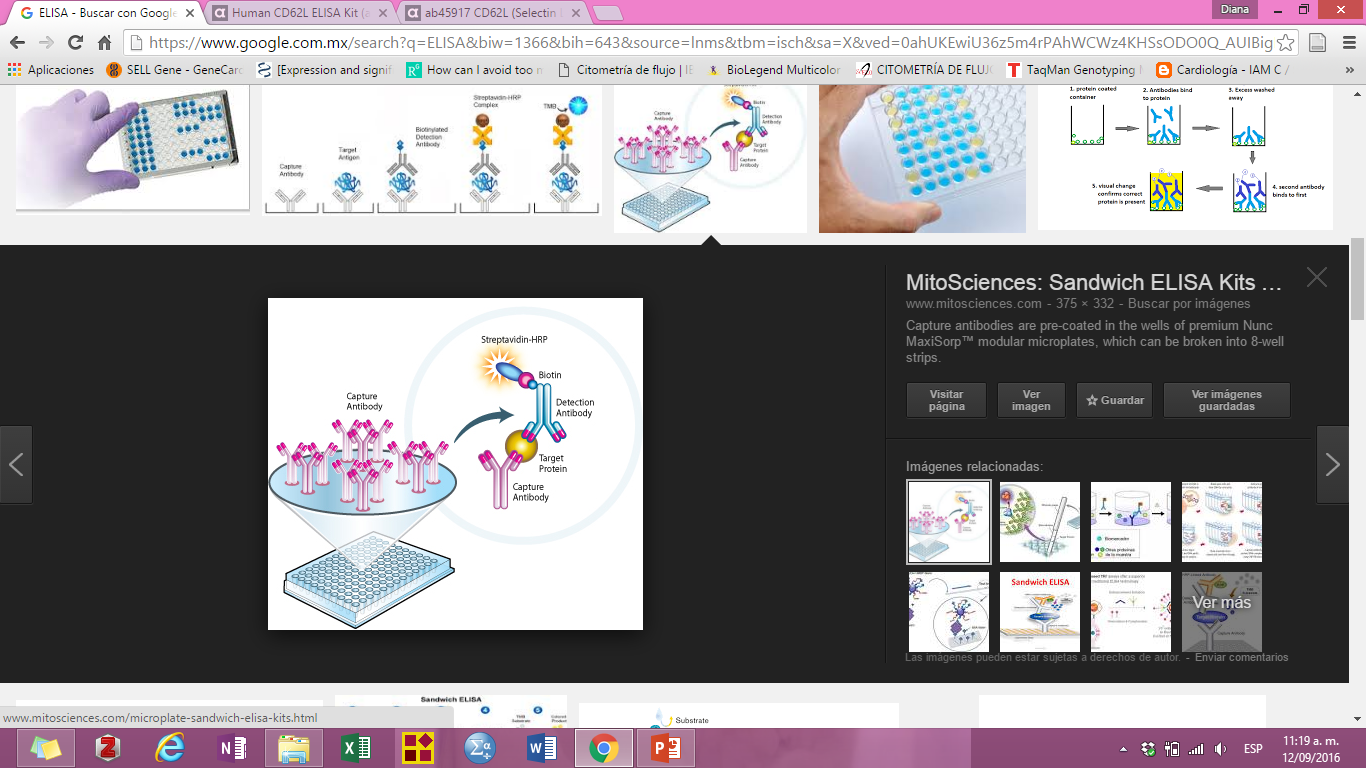 Diana
ELISA - Buscar con Google
Human CD62L ELISA Kit (a
ab45917 CD62L (Selectin
https://www.google.com.mx/search?q=ELISA&biw=1366&bih=643&source=lnms&tbm=isch&sa=X&ved=0ahUKEwiU36z5m4rPAhWCWz4KHSsODO0Q_AUIBig
Aplicaciones
SELL Gene - GeneCar
[Expression and signif
How can I avoid too
Citometría de flujo | IE
BioLegend Multicolor
CITOMETRÍA DE FLUJ
TaqMan Genotyping
Cardiología - IAM C /
»
Streptavidin-HRP
Complex
TMB
Biotinylated
Detection
Antibody
Target
Antigen
Capture
Antibody
Biotin
Capture
Antibody
Detection
Antibody
Target
Protein
Capture
Antibody
1. protein coated
container
2. Antibodies bind
to protein
3. Excess washed
away
5. visual change
confirms correct
protein is present
4. second antibody
binds to first
Streptavidin-HRP
Biotin
Capture
Antibody
Detection
Antibody
Target
Protein
Capture
Antibody
MitoSciences: Sandwich ELISA Kits ...
www.mitosciences.com - 375 × 332 - Buscar por imágenes
Capture antibodies are pre-coated in the wells of premium Nunc
MaxiSorp™ modular microplates, which can be broken into 8-well
strips.
Visitar
página
Ver
imagen
Guardar
Ver imágenes
guardadas
Imágenes relacionadas:
Sandwich ELISA
Ver más
Las imágenes pueden estar sujetas a derechos de autor. - Enviar comentarios
Sandwich ELISA
Substrate
www.mitosciences.com/microplate-sandwich-elisa-kits.html
ESP
11:19 a. m.
12/09/2016